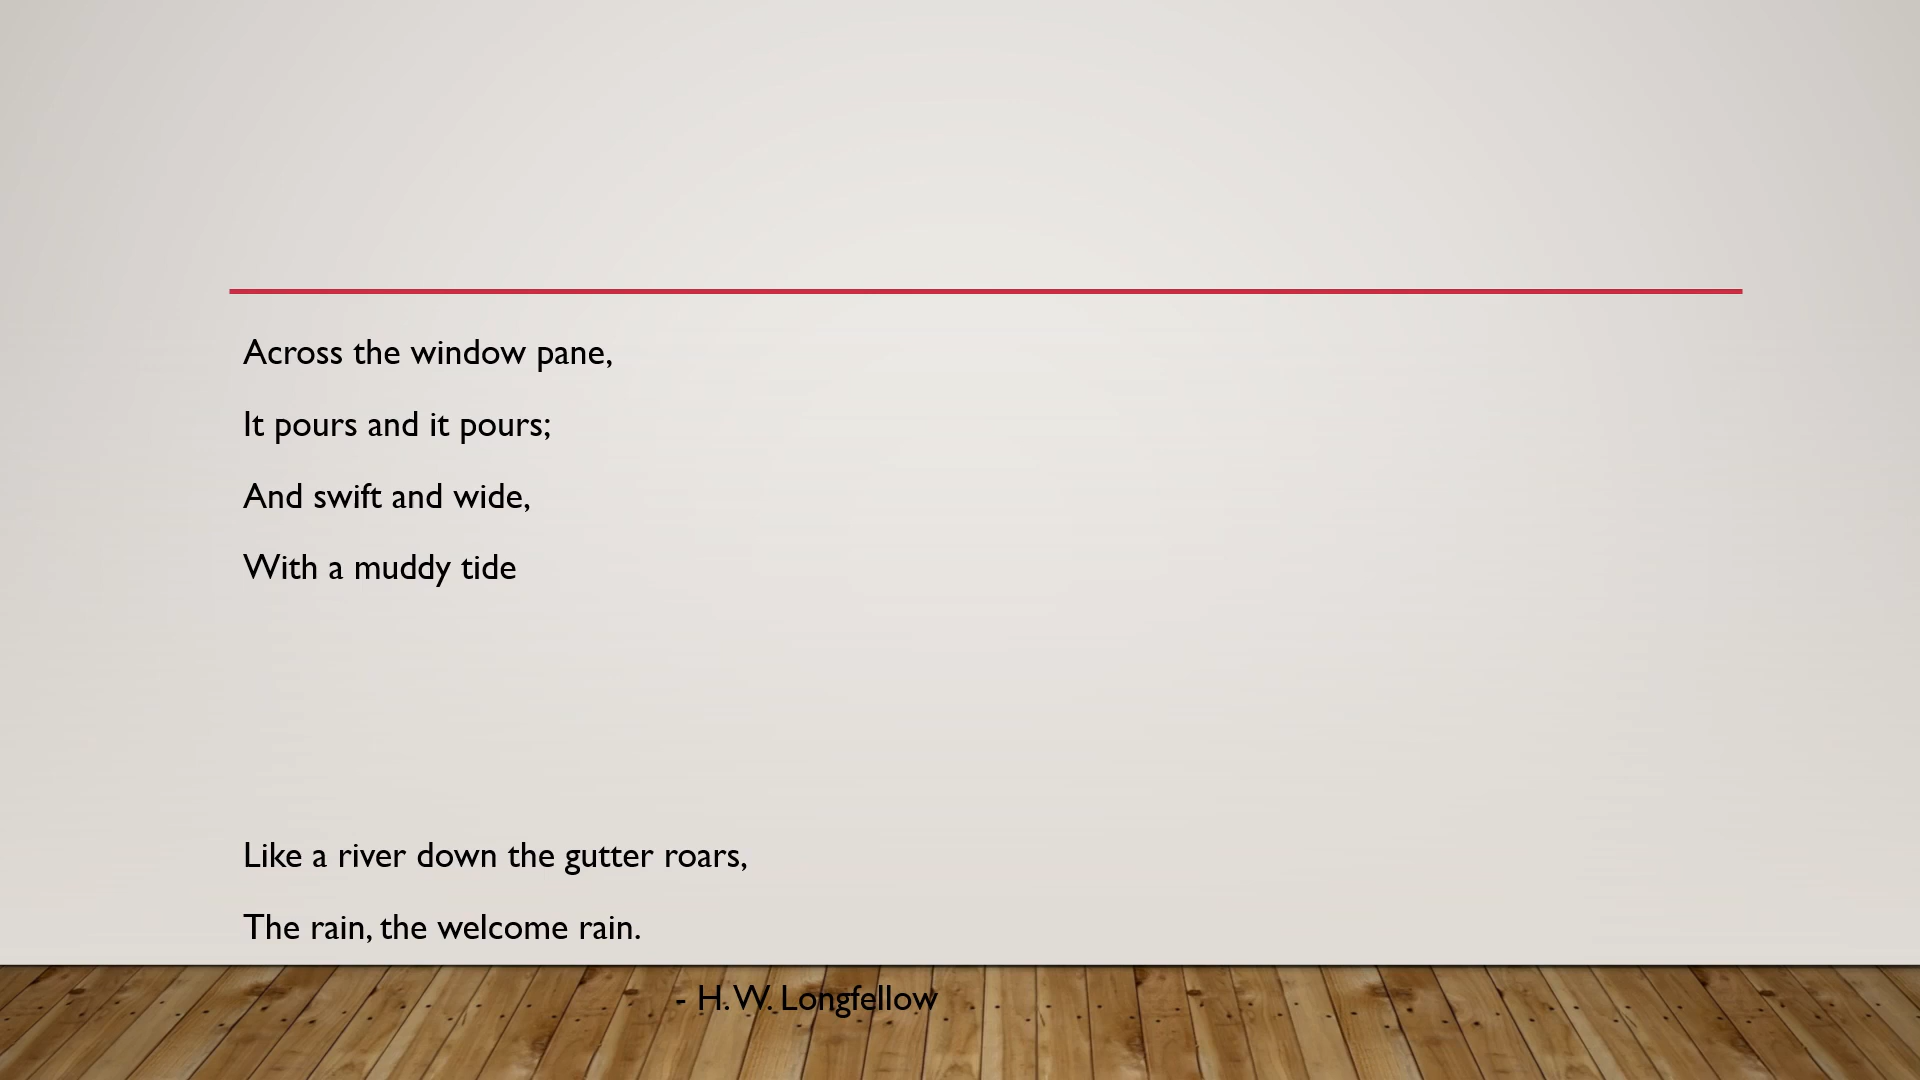 Across the window pane,
It pours and it pours;
And swift and wide,
With a muddy tide
Like a river down the gutter roars,
The rain, the welcome rain.
- H. W. Longfellow